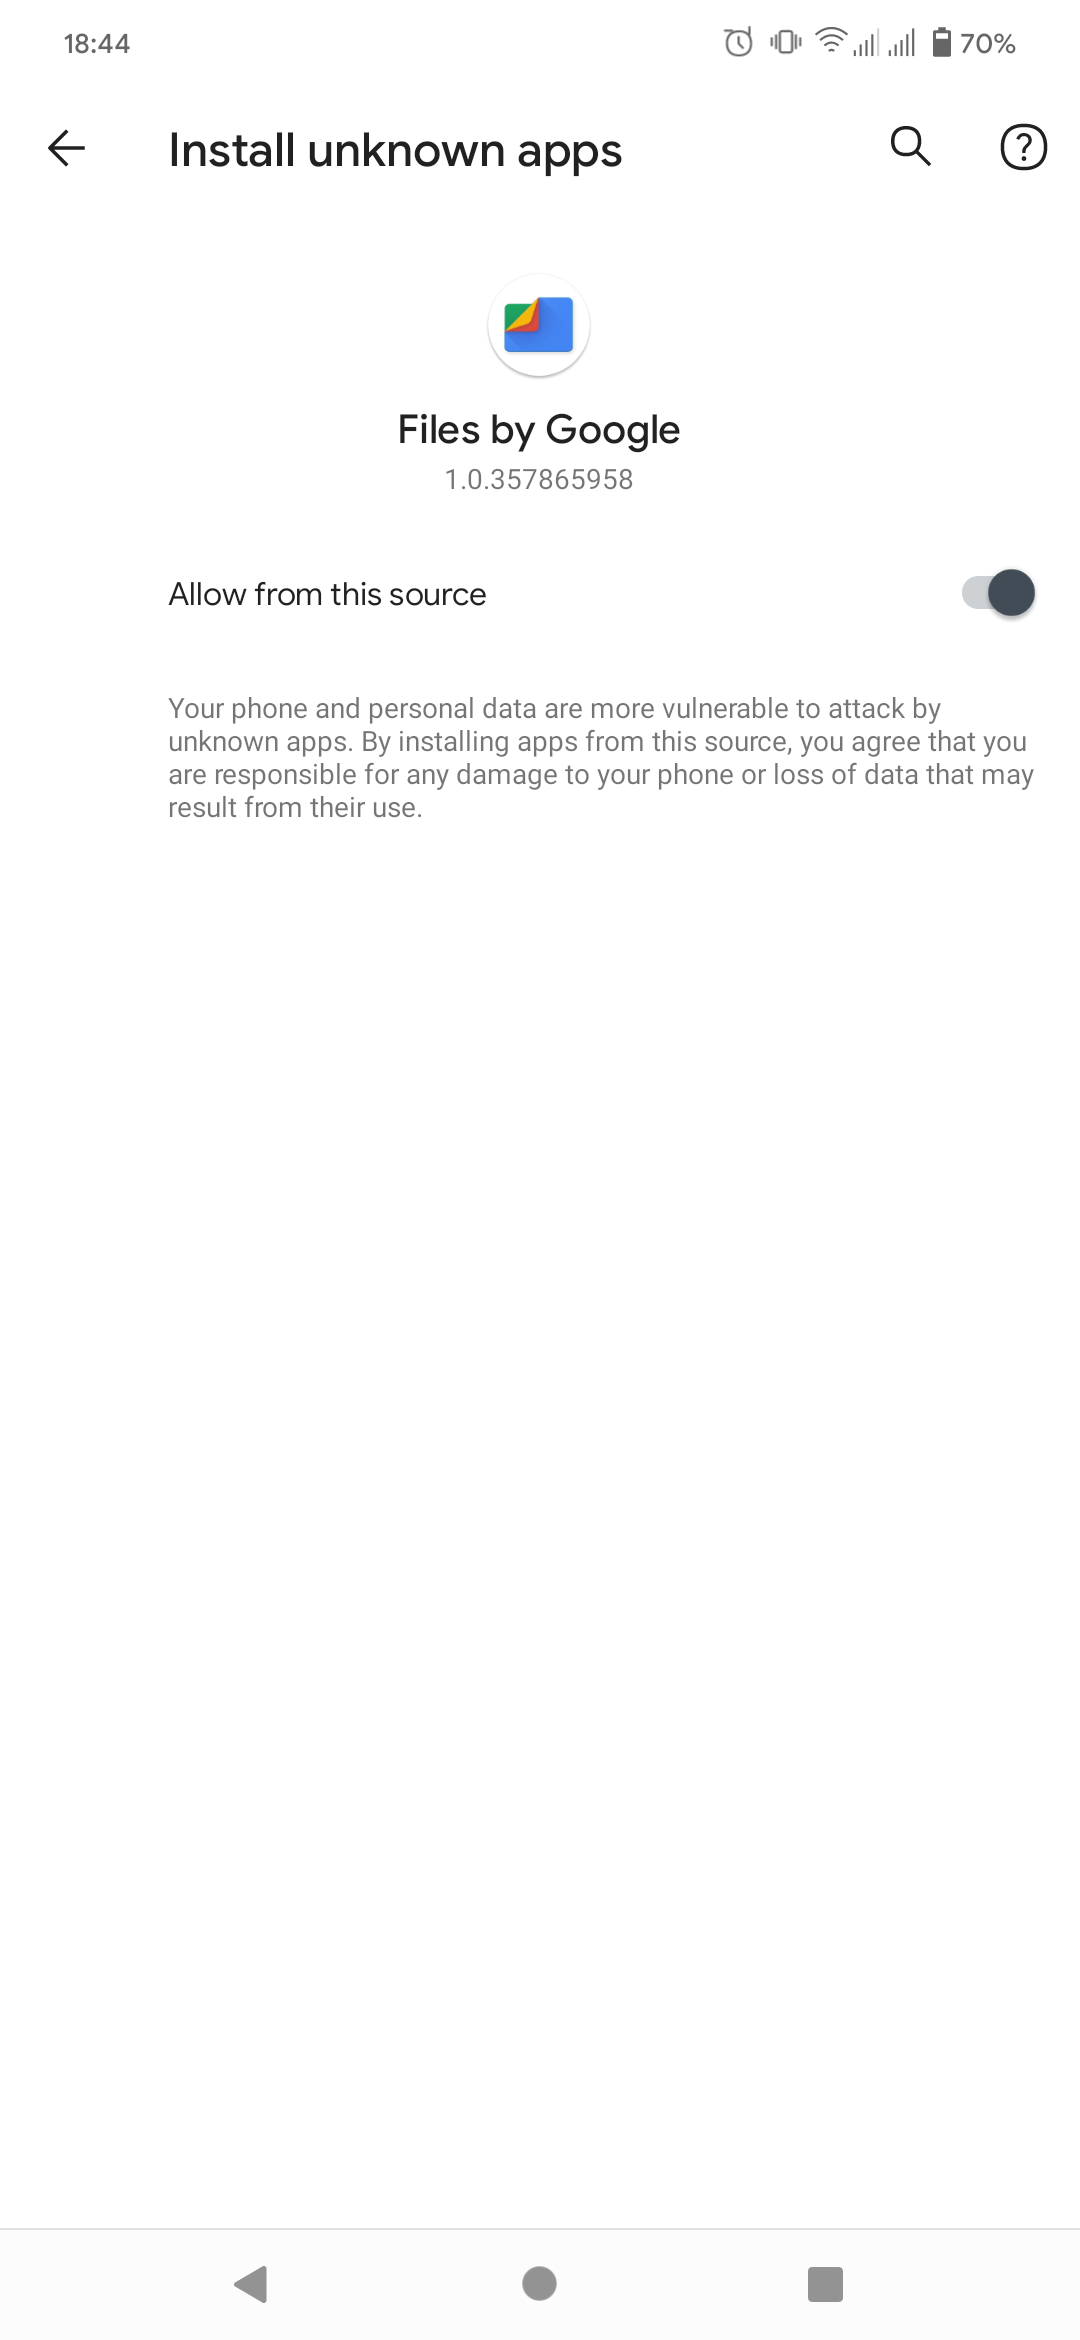 18:44
70%
Install unknown apps
Files by Google
1.0.357865958
Allow from this source
Your phone and personal data are more vulnerable to attack by
unknown apps. By installing apps from this source, you agree that you
are responsible for any damage to your phone or loss of data that may
result from their use.